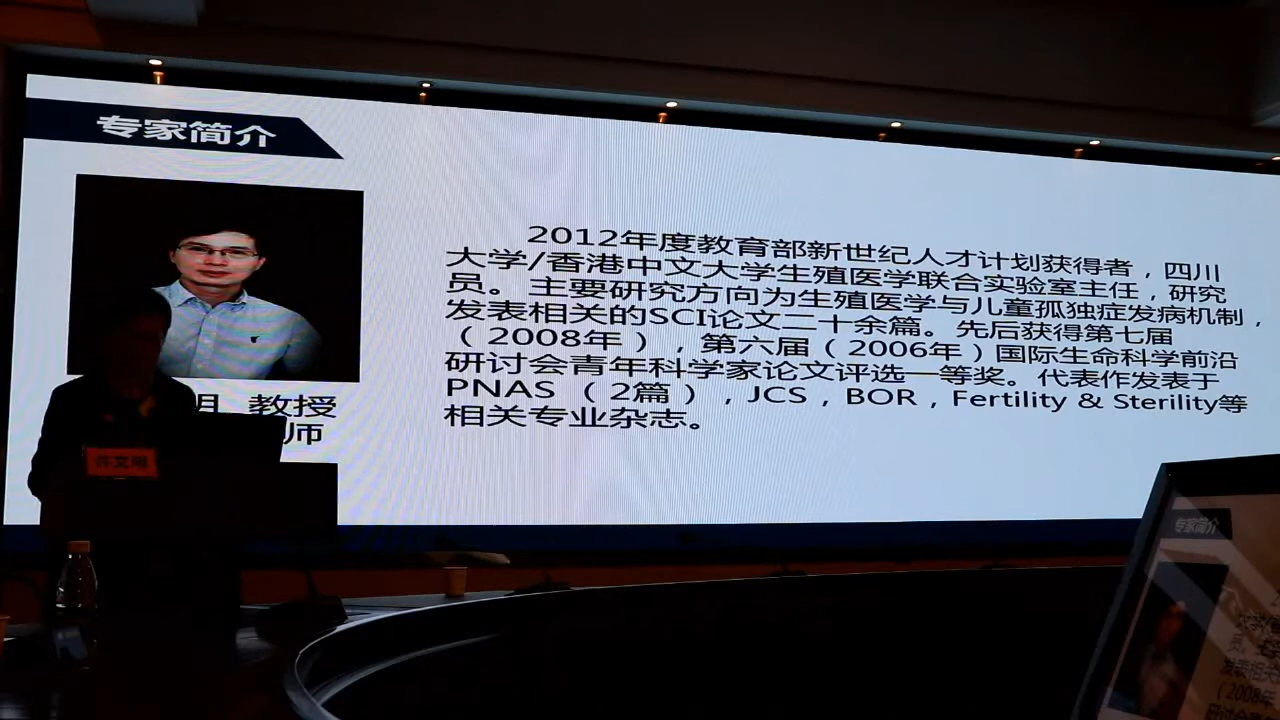 专家简介
2012年度教育部新世纪人才计划获得者，四川
大学/香港中文大学生殖医学联合实验室主任，研究
员。主要研究方向为生殖医学与儿童孤独症发病机制，
发表相关的SCI论文二十余篇。先后获得第七届
（2008年），第六届（2006年）国际生命科学前沿
研讨会青年科学家论文评选一等奖。代表作发表于
PNAS （2篇），JCS，BOR，Fertility & Sterility等
相关专业杂志。
明 教授
师
许文明
专家简介